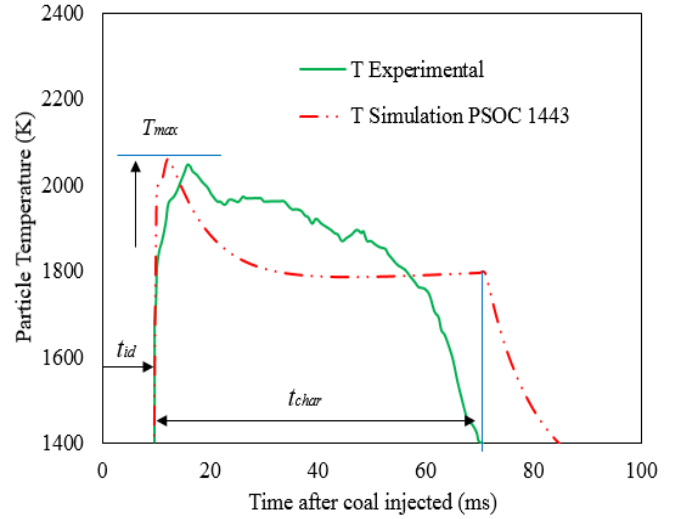 2400
2200
2000
1800
1600
1400
Particle Temperature (K)
T Experimental
T Simulation PSOC 1443
Tmax
tid
tchar
0
20
40
60
80
100
Time after coal injected (ms)